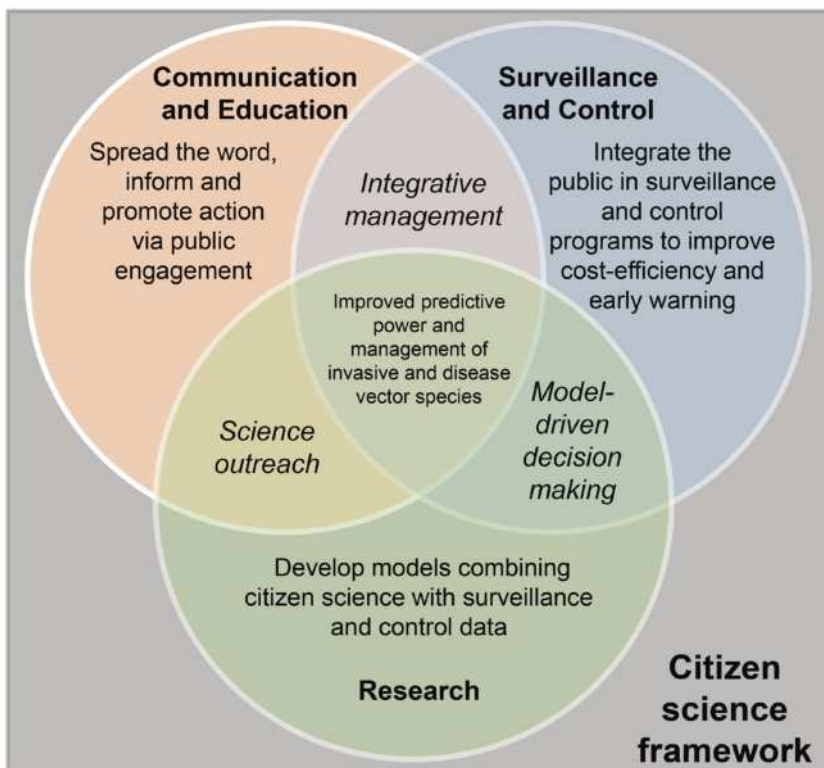 Communication
and Education
Spread the word,
inform and
promote action
via public
engagement
Surveillance
and Control
Integrate the
public in surveillance
and control
programs to improve
cost-efficiency and
early warning
Integrative
management
Improved predictive
power and
management of
invasive and disease
vector species
Science
outreach
Model-
driven
decision
making
Develop models combining
citizen science with surveillance
and control data
Research
Citizen
science
framework